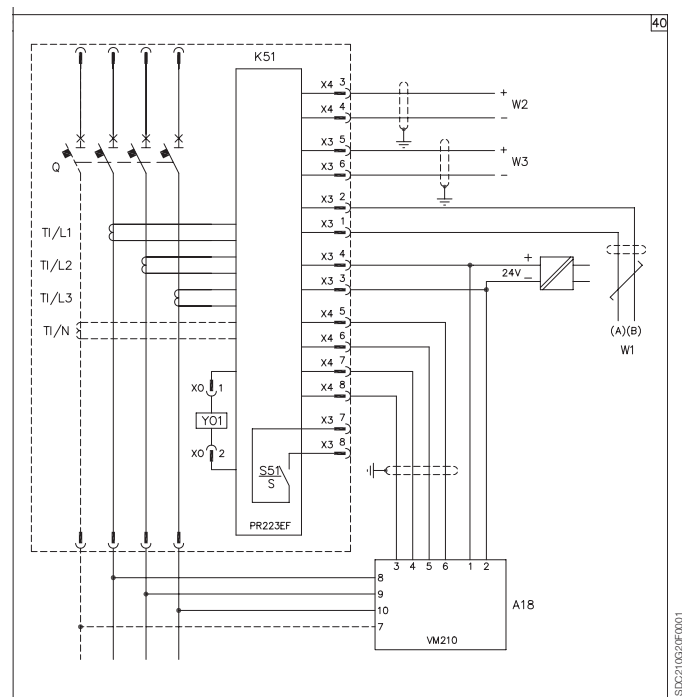 40
K51
X4 3
+
W2
X4 4
−
X3 5
+
W3
X3 6
−
Q
X3 2
X3 1
TI/L1
TI/L2
X3 4
+
24V
X3 3
−
TI/L3
TI/N
X4 5
(A)(B)
X4 6
W1
X4 7
X4 8
X0 1
Y01
X3 7
X0 2
X3 8
S51
S
PR223EF
3 4 5 6 1 2
8
9
A18
10
7
VM210
SDC210G20F0001